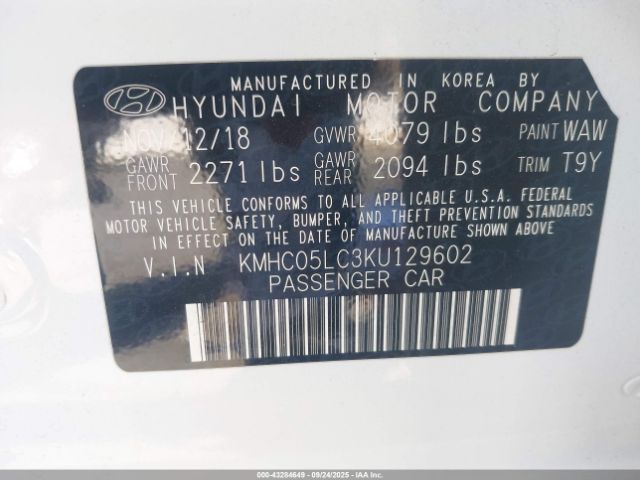 MANUFACTURED IN KOREA BY
HYUNDAI MOTOR COMPANY
NOV/12/18 GVWR 4079 lbs PAINT WAW
GAWR FRONT 2271 lbs GAWR REAR 2094 lbs TRIM T9Y
THIS VEHICLE CONFORMS TO ALL APPLICABLE U.S.A. FEDERAL
MOTOR VEHICLE SAFETY, BUMPER, AND THEFT PREVENTION STANDARDS
IN EFFECT ON THE DATE OF MANUFACTURE SHOWN ABOVE
V.I.N KMHC05LC3KU129602
PASSENGER CAR
000-43284649 - 09/24/2025 - IAAI.COM